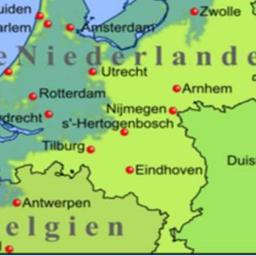 uiden
Zwolle
arlem
Amsterdam
e Niederlande
Utrecht
Rotterdam
Arnhem
Nijmegen
drecht
s'-Hertogenbosch
Tilburg
Duis
Eindhoven
Antwerpen
elgien